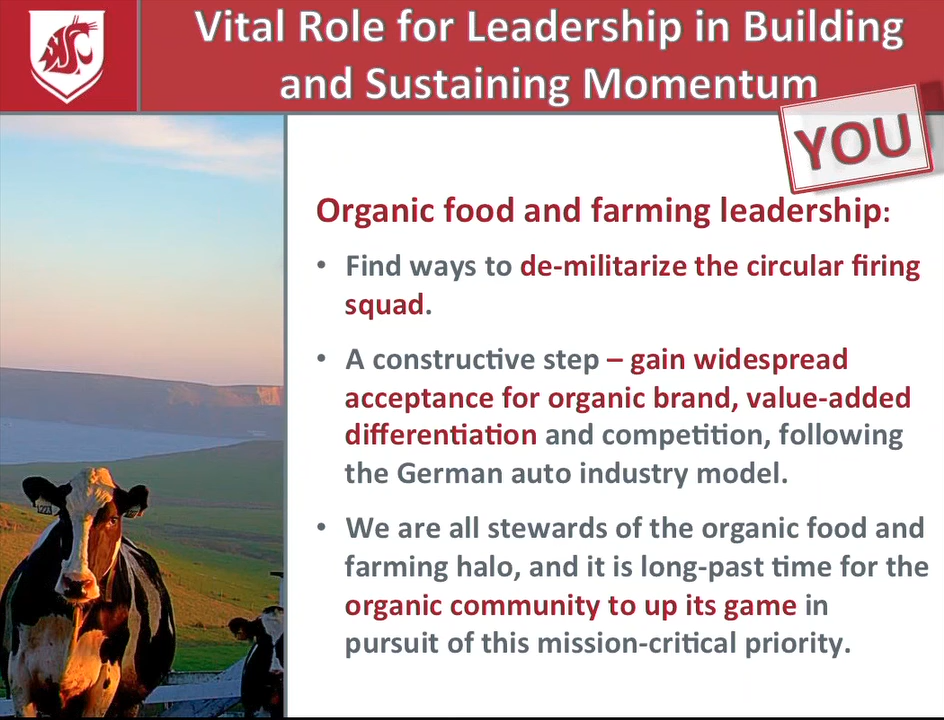 Vital Role for Leadership in Building
and Sustaining Momentum
YOU
Organic food and farming leadership:
• Find ways to de-militarize the circular firing
squad.
• A constructive step – gain widespread
acceptance for organic brand, value-added
differentiation and competition, following
the German auto industry model.
• We are all stewards of the organic food and
farming halo, and it is long-past time for the
organic community to up its game in
pursuit of this mission-critical priority.